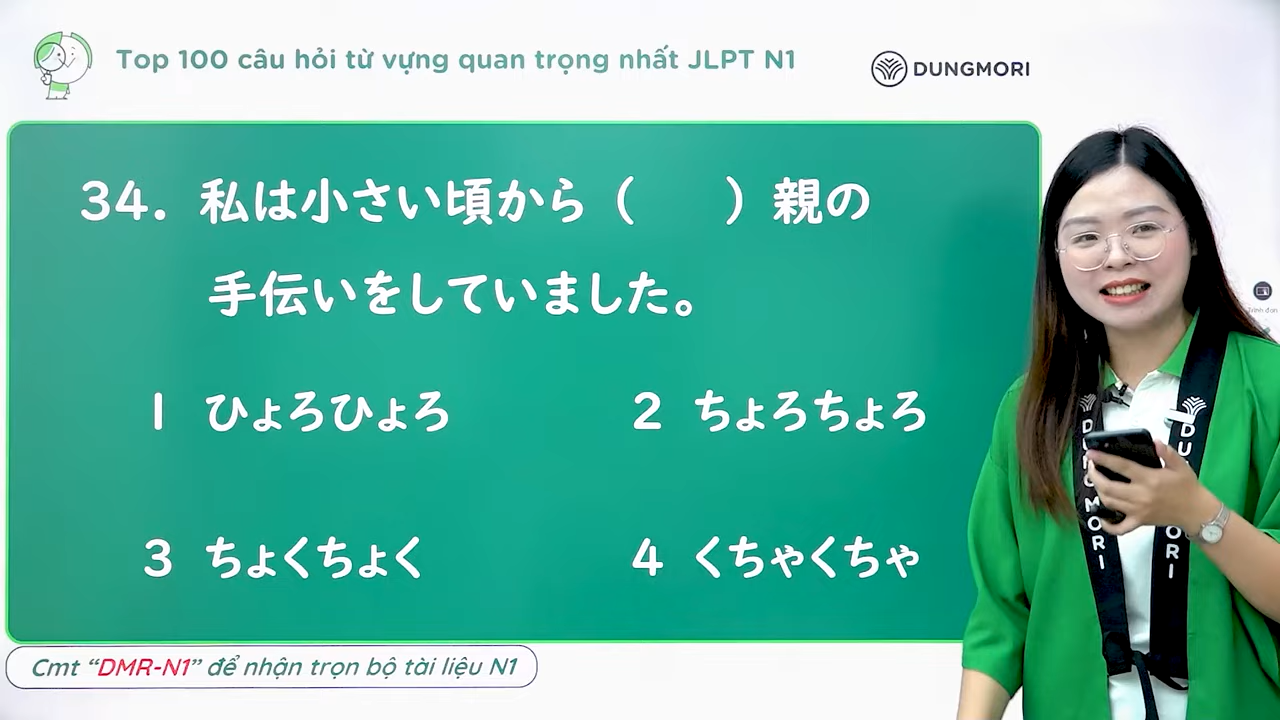 Top 100 câu hỏi từ vựng quan trọng nhất JLPT N1
DUNGMORI
34. 私は小さい頃から（　　）親の
手伝いをしていました。
1 ひょろひょろ
2 ちょろちょろ
3 ちょくちょく
4 くちゃくちゃ
Cmt “DMR-N1” để nhận trọn bộ tài liệu N1